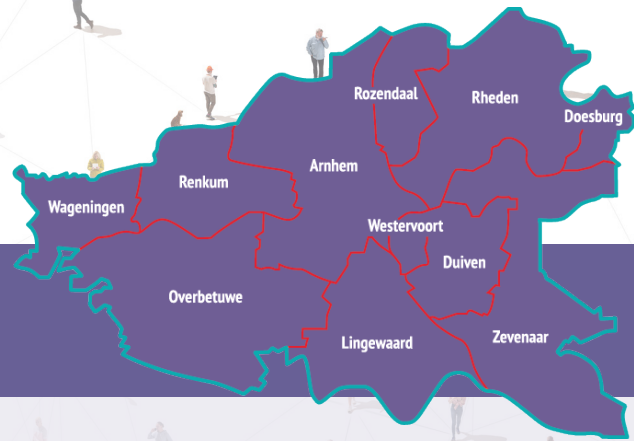 Rozendaal
Rheden
Doesburg
Arnhem
Renkum
Wageningen
Westervoort
Duiven
Overbetuwe
Zevenaar
Lingewaard